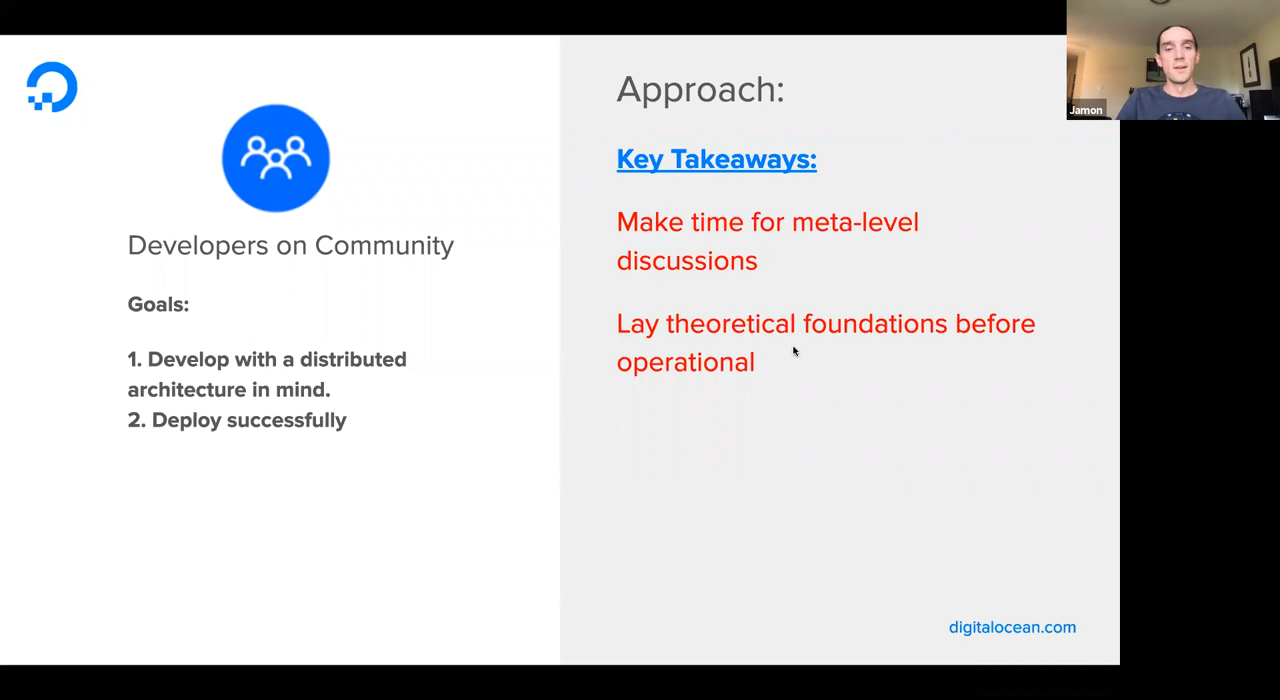 Developers on Community
Goals:
1. Develop with a distributed
architecture in mind.
2. Deploy successfully
Approach:
Key Takeaways:
Make time for meta-level
discussions
Lay theoretical foundations before
operational
digitalocean.com
Jamon